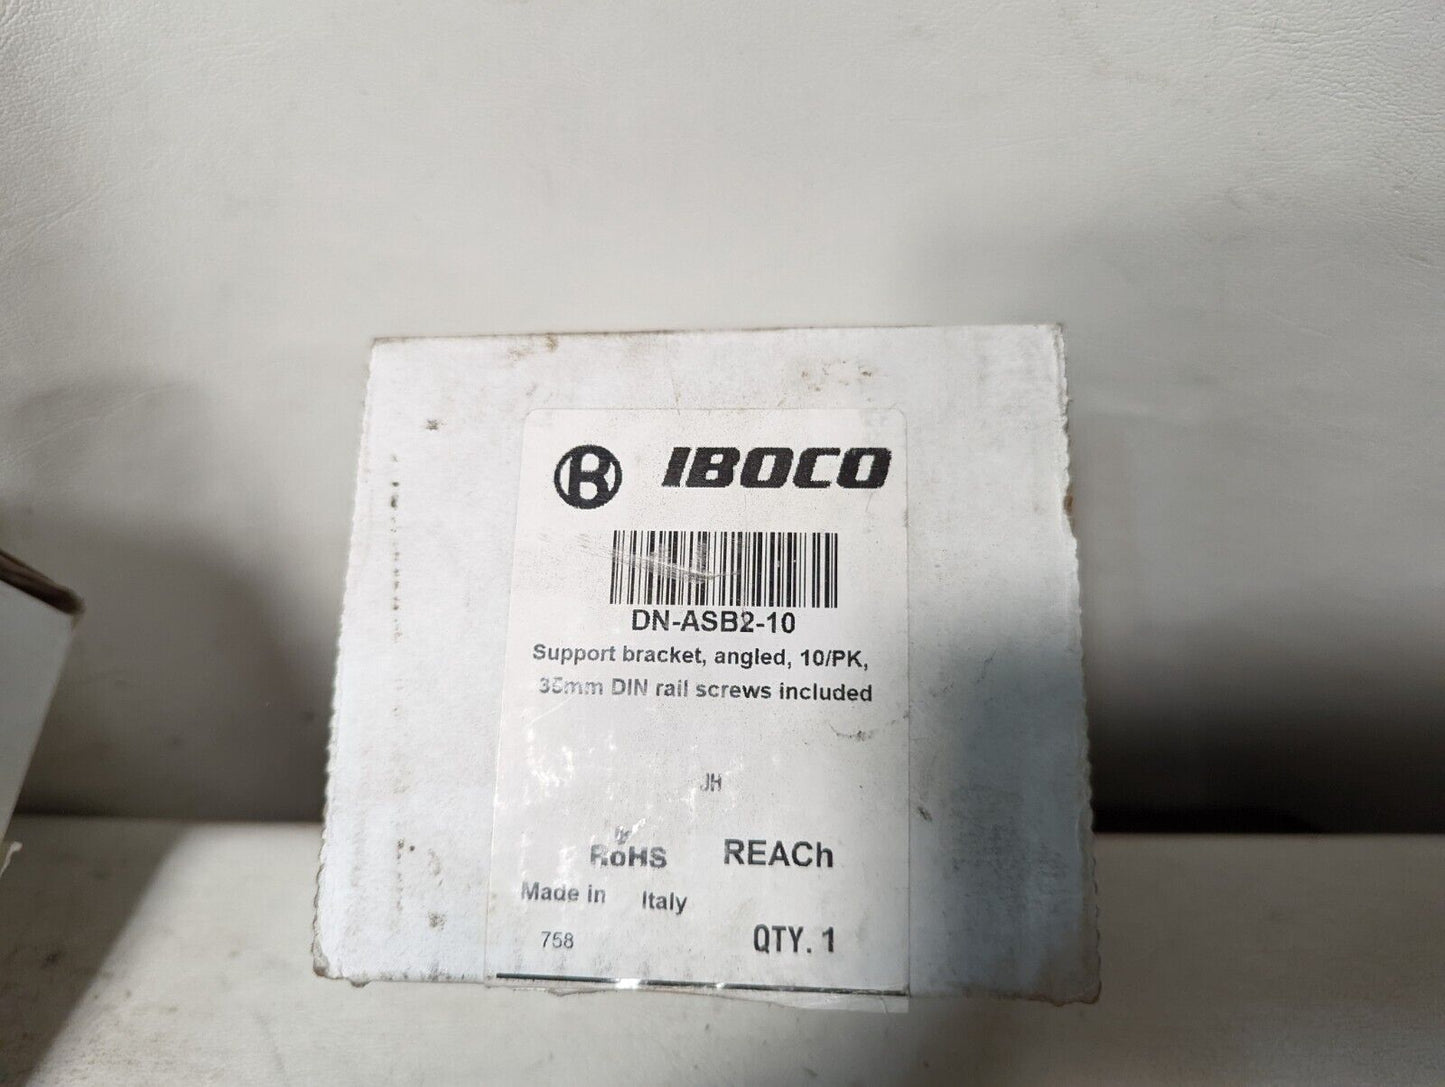 IBOCO
DN-ASB2-10
Support bracket, angled, 10/PK,
35mm DIN rail screws included
JH
RoHS REACh
Made in Italy
758 QTY. 1